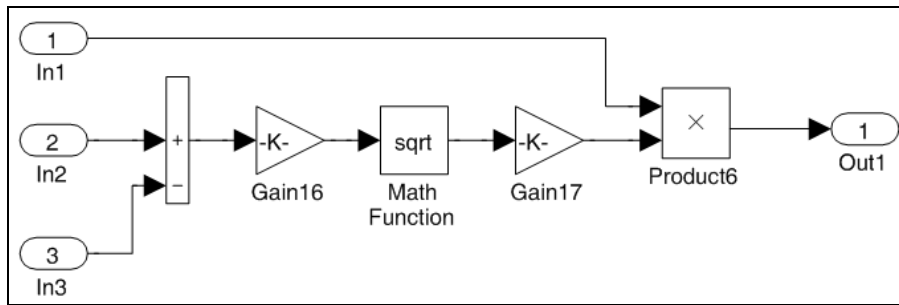 1
In1
2
In2
3
In3
+
−
-K-
Gain16
sqrt
Math
Function
-K-
Gain17
×
Product6
1
Out1